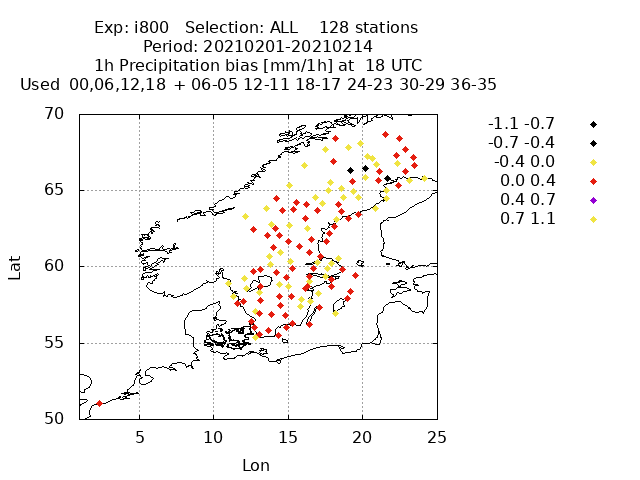 Exp: i800 Selection: ALL 128 stations
Period: 20210201-20210214
1h Precipitation bias [mm/1h] at 18 UTC
Used 00,06,12,18 + 06-05 12-11 18-17 24-23 30-29 36-35
-1.1 -0.7
-0.7 -0.4
-0.4 0.0
0.0 0.4
0.4 0.7
0.7 1.1
70
65
60
55
50
Lat
5 10 15 20 25
Lon